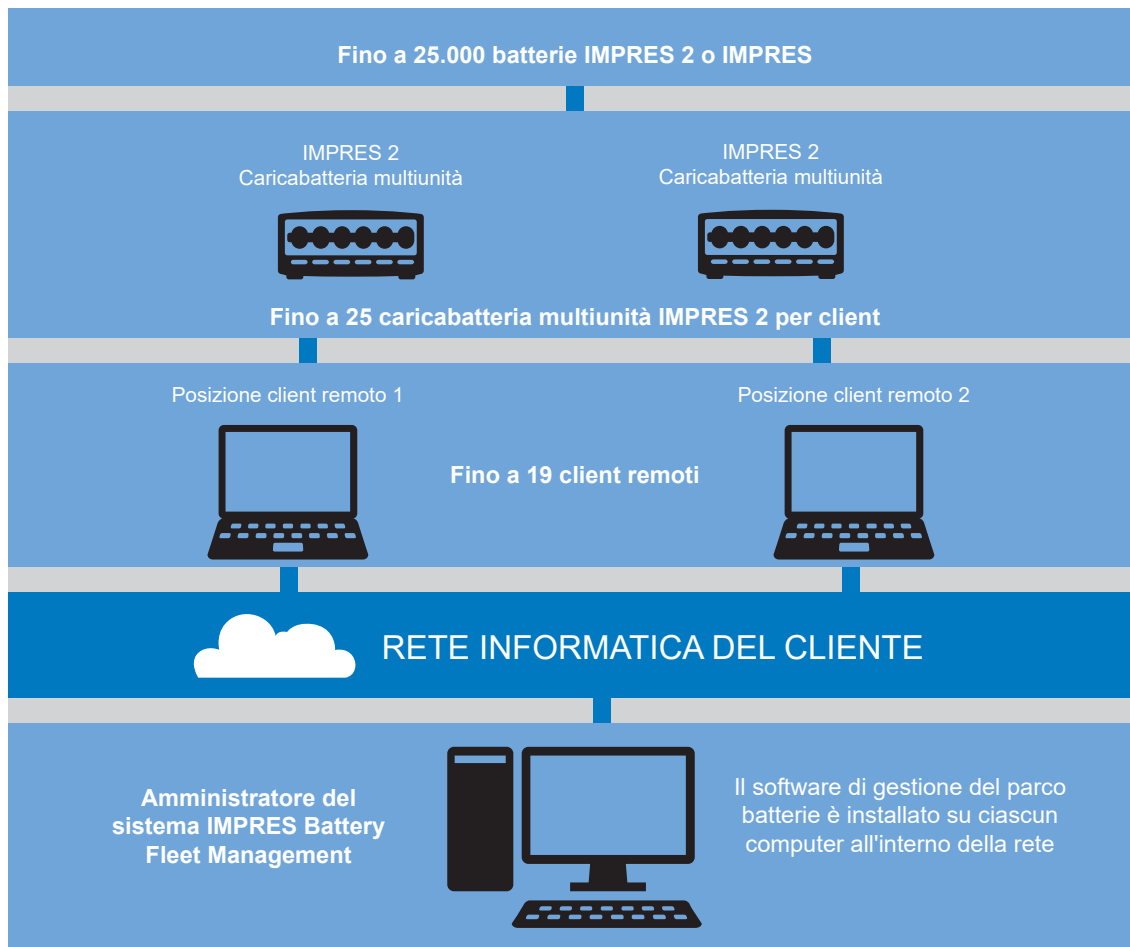 Fino a 25.000 batterie IMPRES 2 o IMPRES
IMPRES 2
Caricabatteria multiunità
IMPRES 2
Caricabatteria multiunità
Fino a 25 caricabatteria multiunità IMPRES 2 per client
Posizione client remoto 1
Posizione client remoto 2
Fino a 19 client remoti
RETE INFORMATICA DEL CLIENTE
Amministratore del
sistema IMPRES Battery
Fleet Management
Il software di gestione del parco
batterie è installato su ciascun
computer all'interno della rete